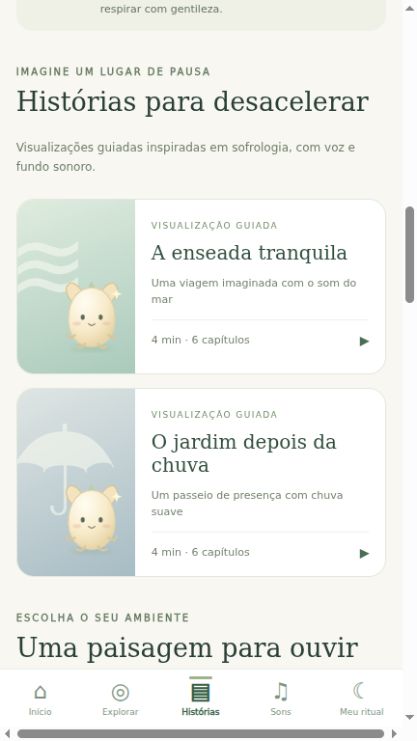 respirar com gentileza.
IMAGINE UM LUGAR DE PAUSA
Histórias para desacelerar
Visualizações guiadas inspiradas em sofrologia, com voz e
fundo sonoro.
VISUALIZAÇÃO GUIADA
A enseada tranquila
Uma viagem imaginada com o som do
mar
4 min · 6 capítulos
VISUALIZAÇÃO GUIADA
O jardim depois da
chuva
Um passeio de presença com chuva
suave
4 min · 6 capítulos
ESCOLHA O SEU AMBIENTE
Uma paisagem para ouvir
Início
Explorar
Histórias
Sons
Meu ritual